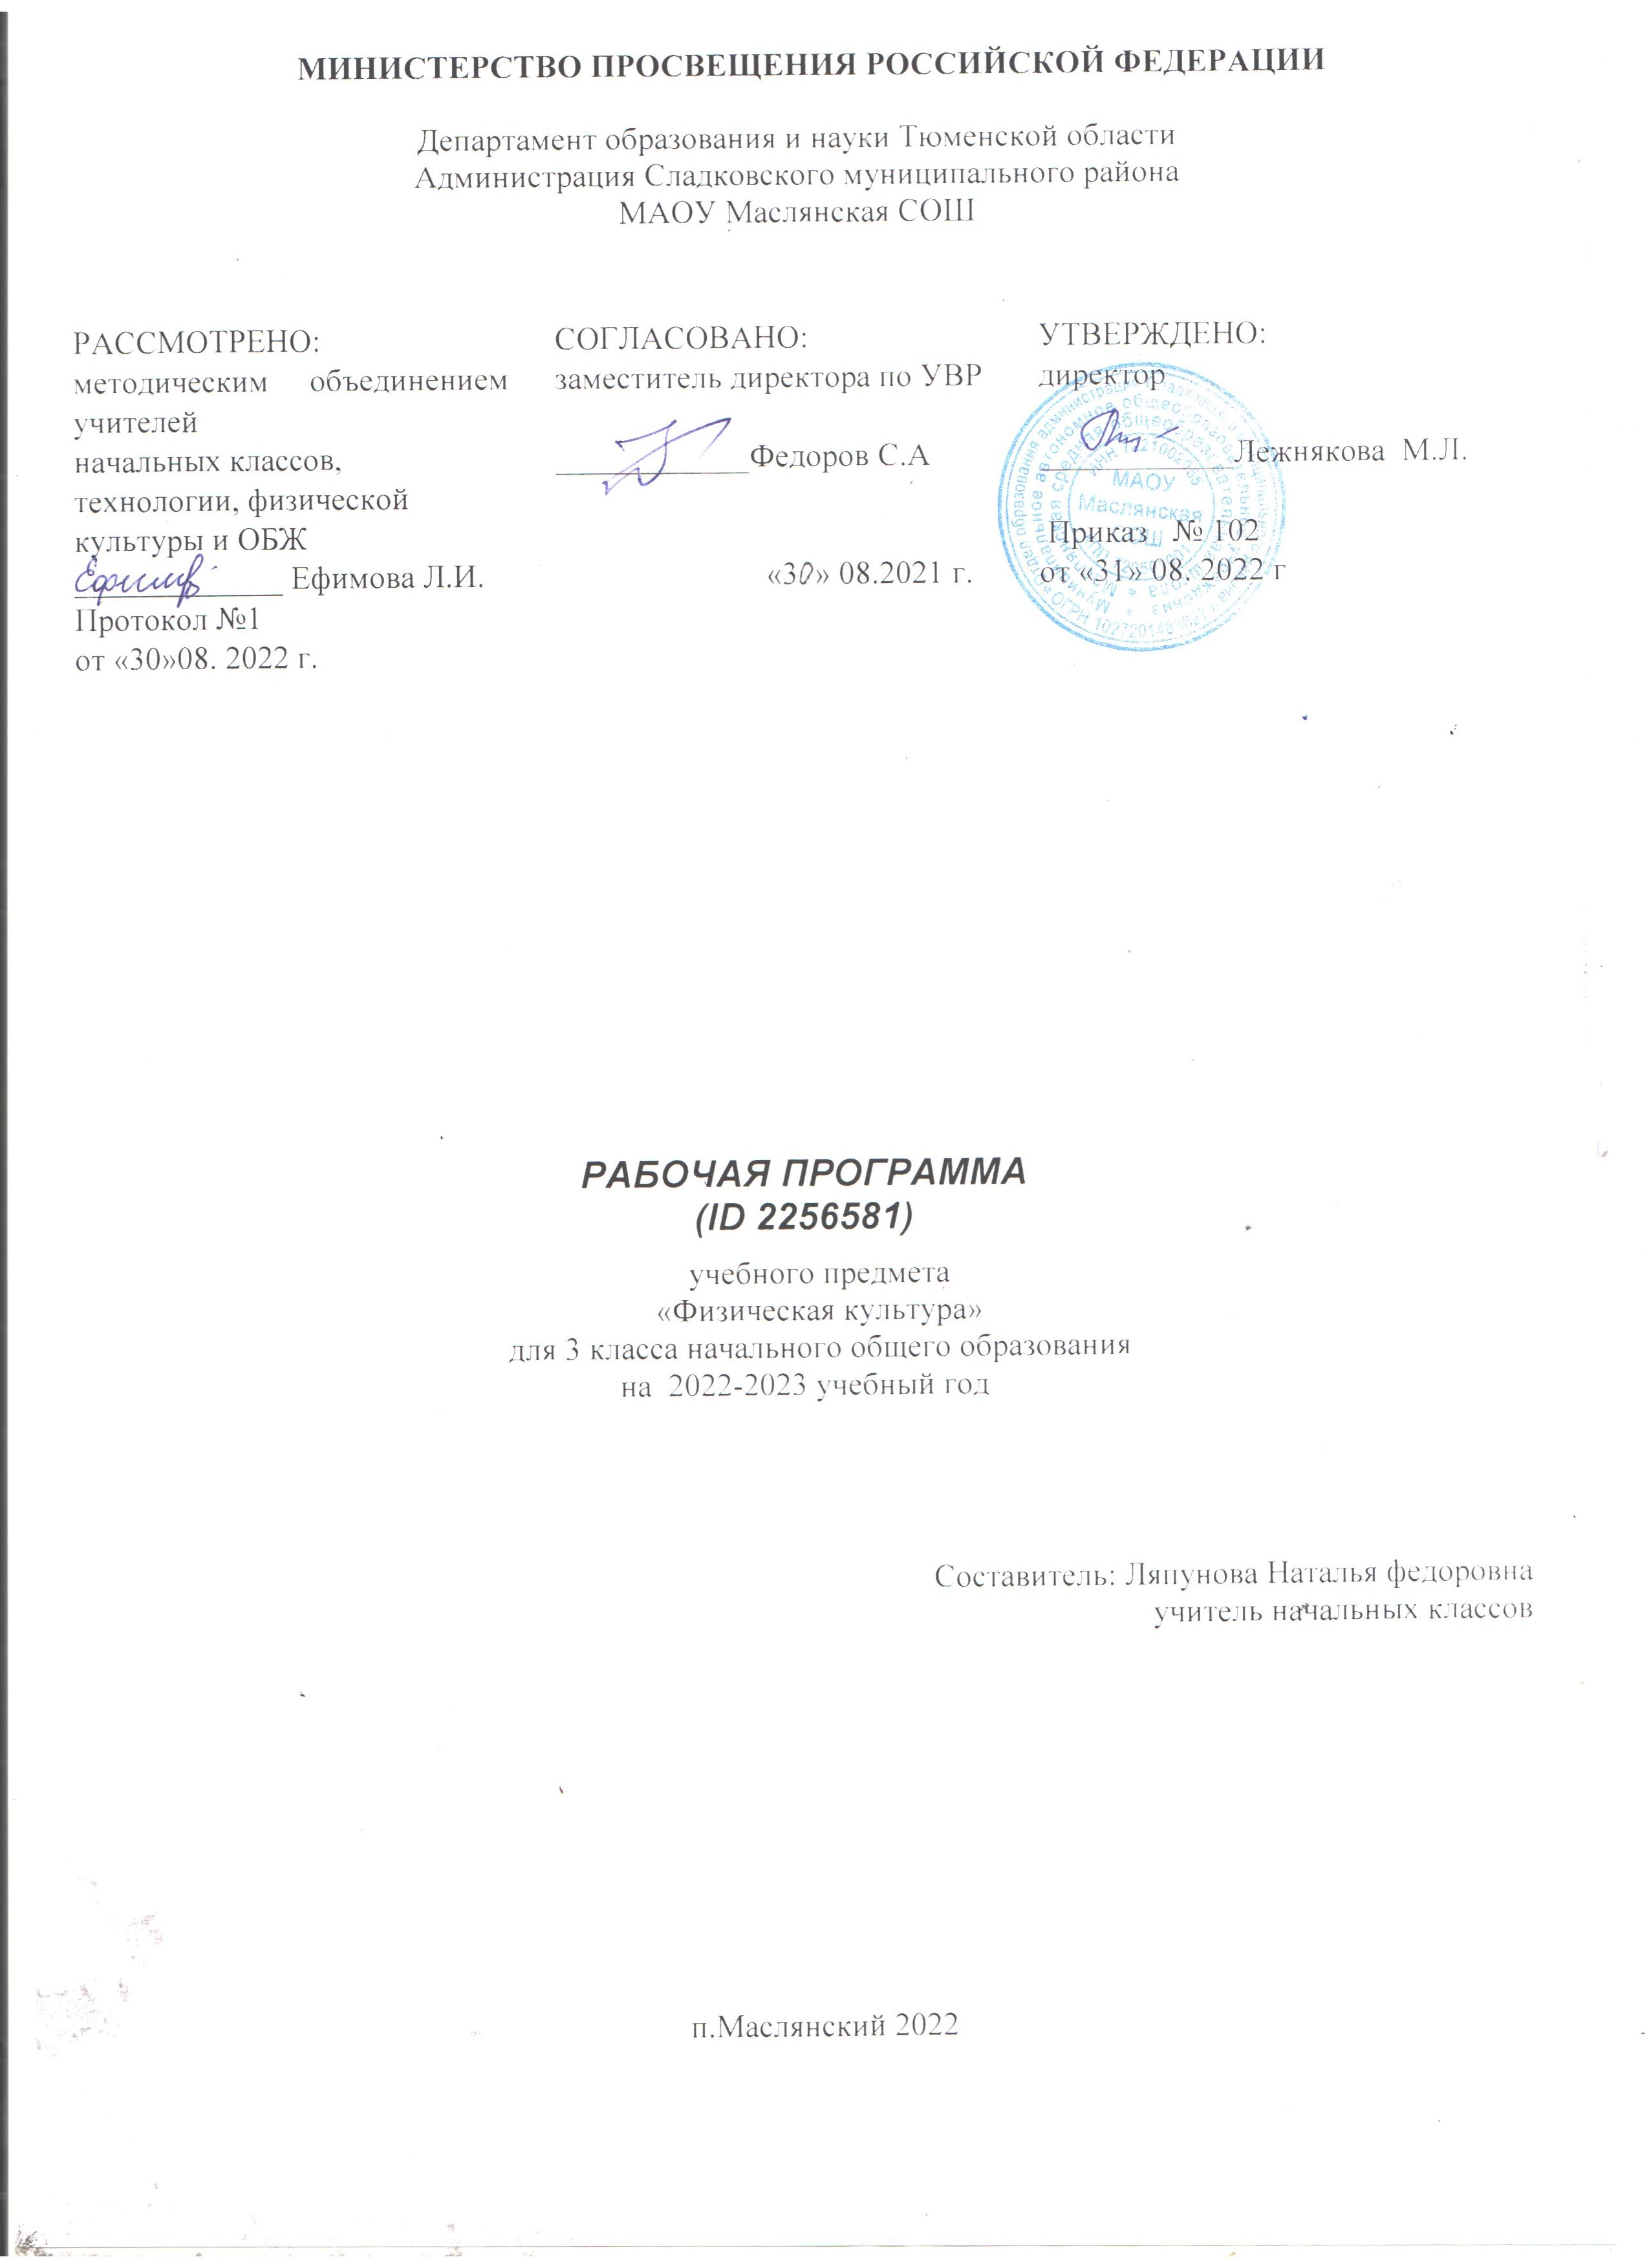 МИНИСТЕРСТВО ПРОСВЕЩЕНИЯ РОССИЙСКОЙ ФЕДЕРАЦИИ
Департамент образования и науки Тюменской области
Администрация Сладковского муниципального района
МАОУ Маслянская СОШ
РАССМОТРЕНО:
методическим объединением
учителей
начальных классов,
технологии, физической
культуры и ОБЖ
Ефимова Л.И.
Протокол №1
от «30»08. 2022 г.
СОГЛАСОВАНО:
заместитель директора по УВР
Федоров С.А
«30» 08.2021 г.
УТВЕРЖДЕНО:
директор
Лежнякова М.Л.
Приказ № 102
от «31» 08. 2022 г
МАОУ
Маслянская
РАБОЧАЯ ПРОГРАММА
(ID 2256581)
учебного предмета
«Физическая культура»
для 3 класса начального общего образования
на 2022-2023 учебный год
Составитель: Ляпунова Наталья федоровна
учитель начальных классов
п.Маслянский 2022